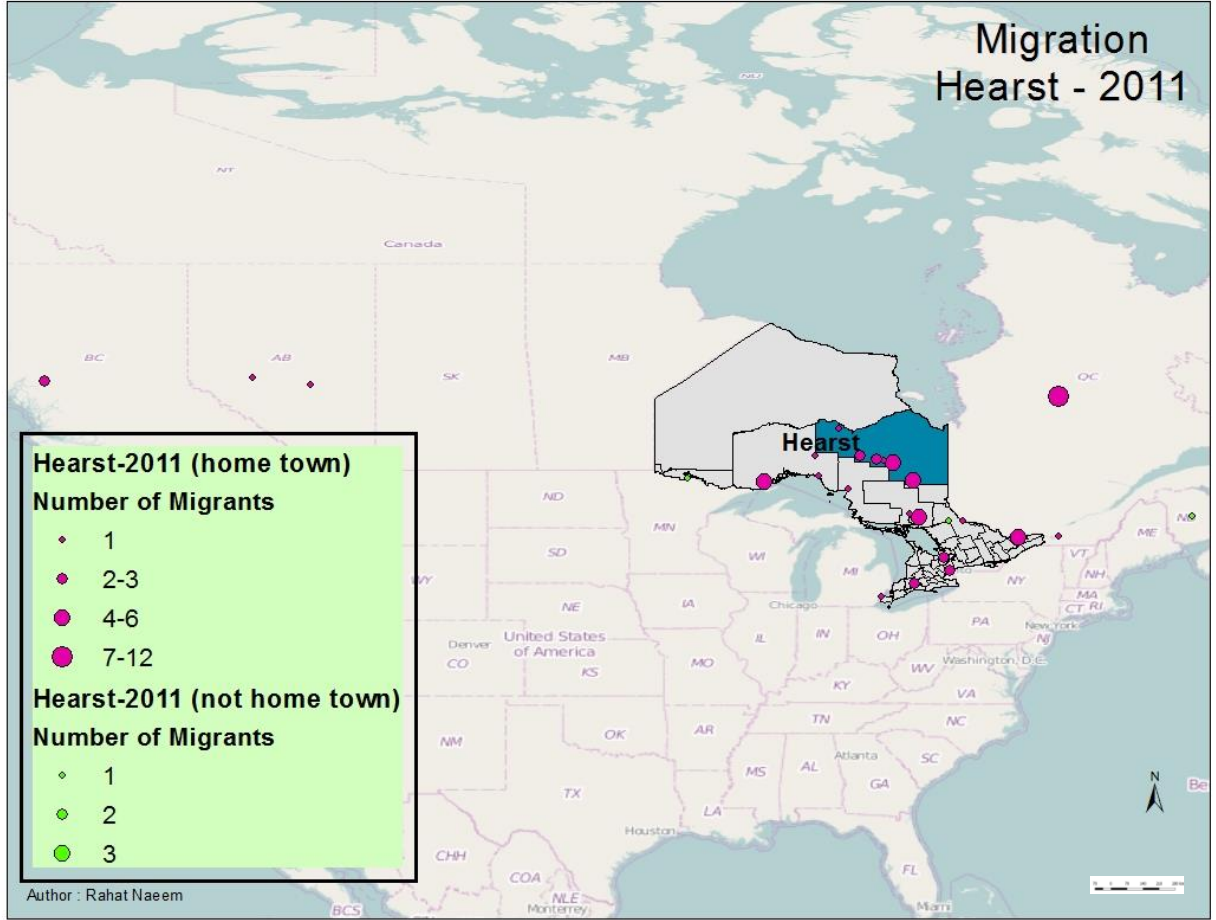 Migration
Hearst - 2011
NU
NT
Canada
BC
AB
SK
MB
QC
Hearst
Hearst-2011 (home town)
Number of Migrants
1
2-3
4-6
7-12
Hearst-2011 (not home town)
Number of Migrants
1
2
3
ND
MN
SD
WI
MI
ME
VT
NH
NY
MA
CT RI
WY
NE
IA
Chicago
PA
New York
NJ
Denver
CO
United States
of America
IL
IN
OH
KS
MO
WV
Washington, D.C.
KY
VA
TN
NC
NM
OK
AR
Atlanta
SC
MS
AL
GA
TX
LA
Houston
N
Be
CHH
COA
FL
NLE
Monterrey
Miami
BCS
Author : Rahat Naeem